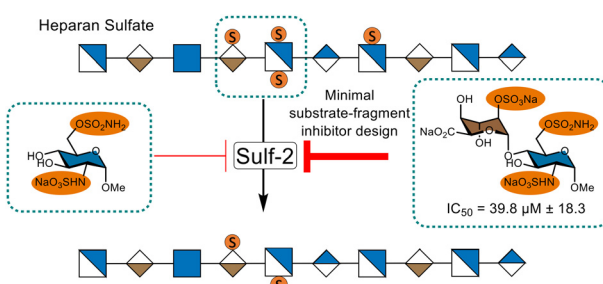 Heparan Sulfate
S
S
S
S
Minimal
substrate-fragment
inhibitor design
Sulf-2
OSO₂NH₂
HO
HO
NaO₃SHN
OMe
OH
OSO₃Na
NaO₂C
O
OH
O
OSO₂NH₂
O
HO
NaO₃SHN
OMe
IC₅₀ = 39.8 µM ± 18.3
S
S